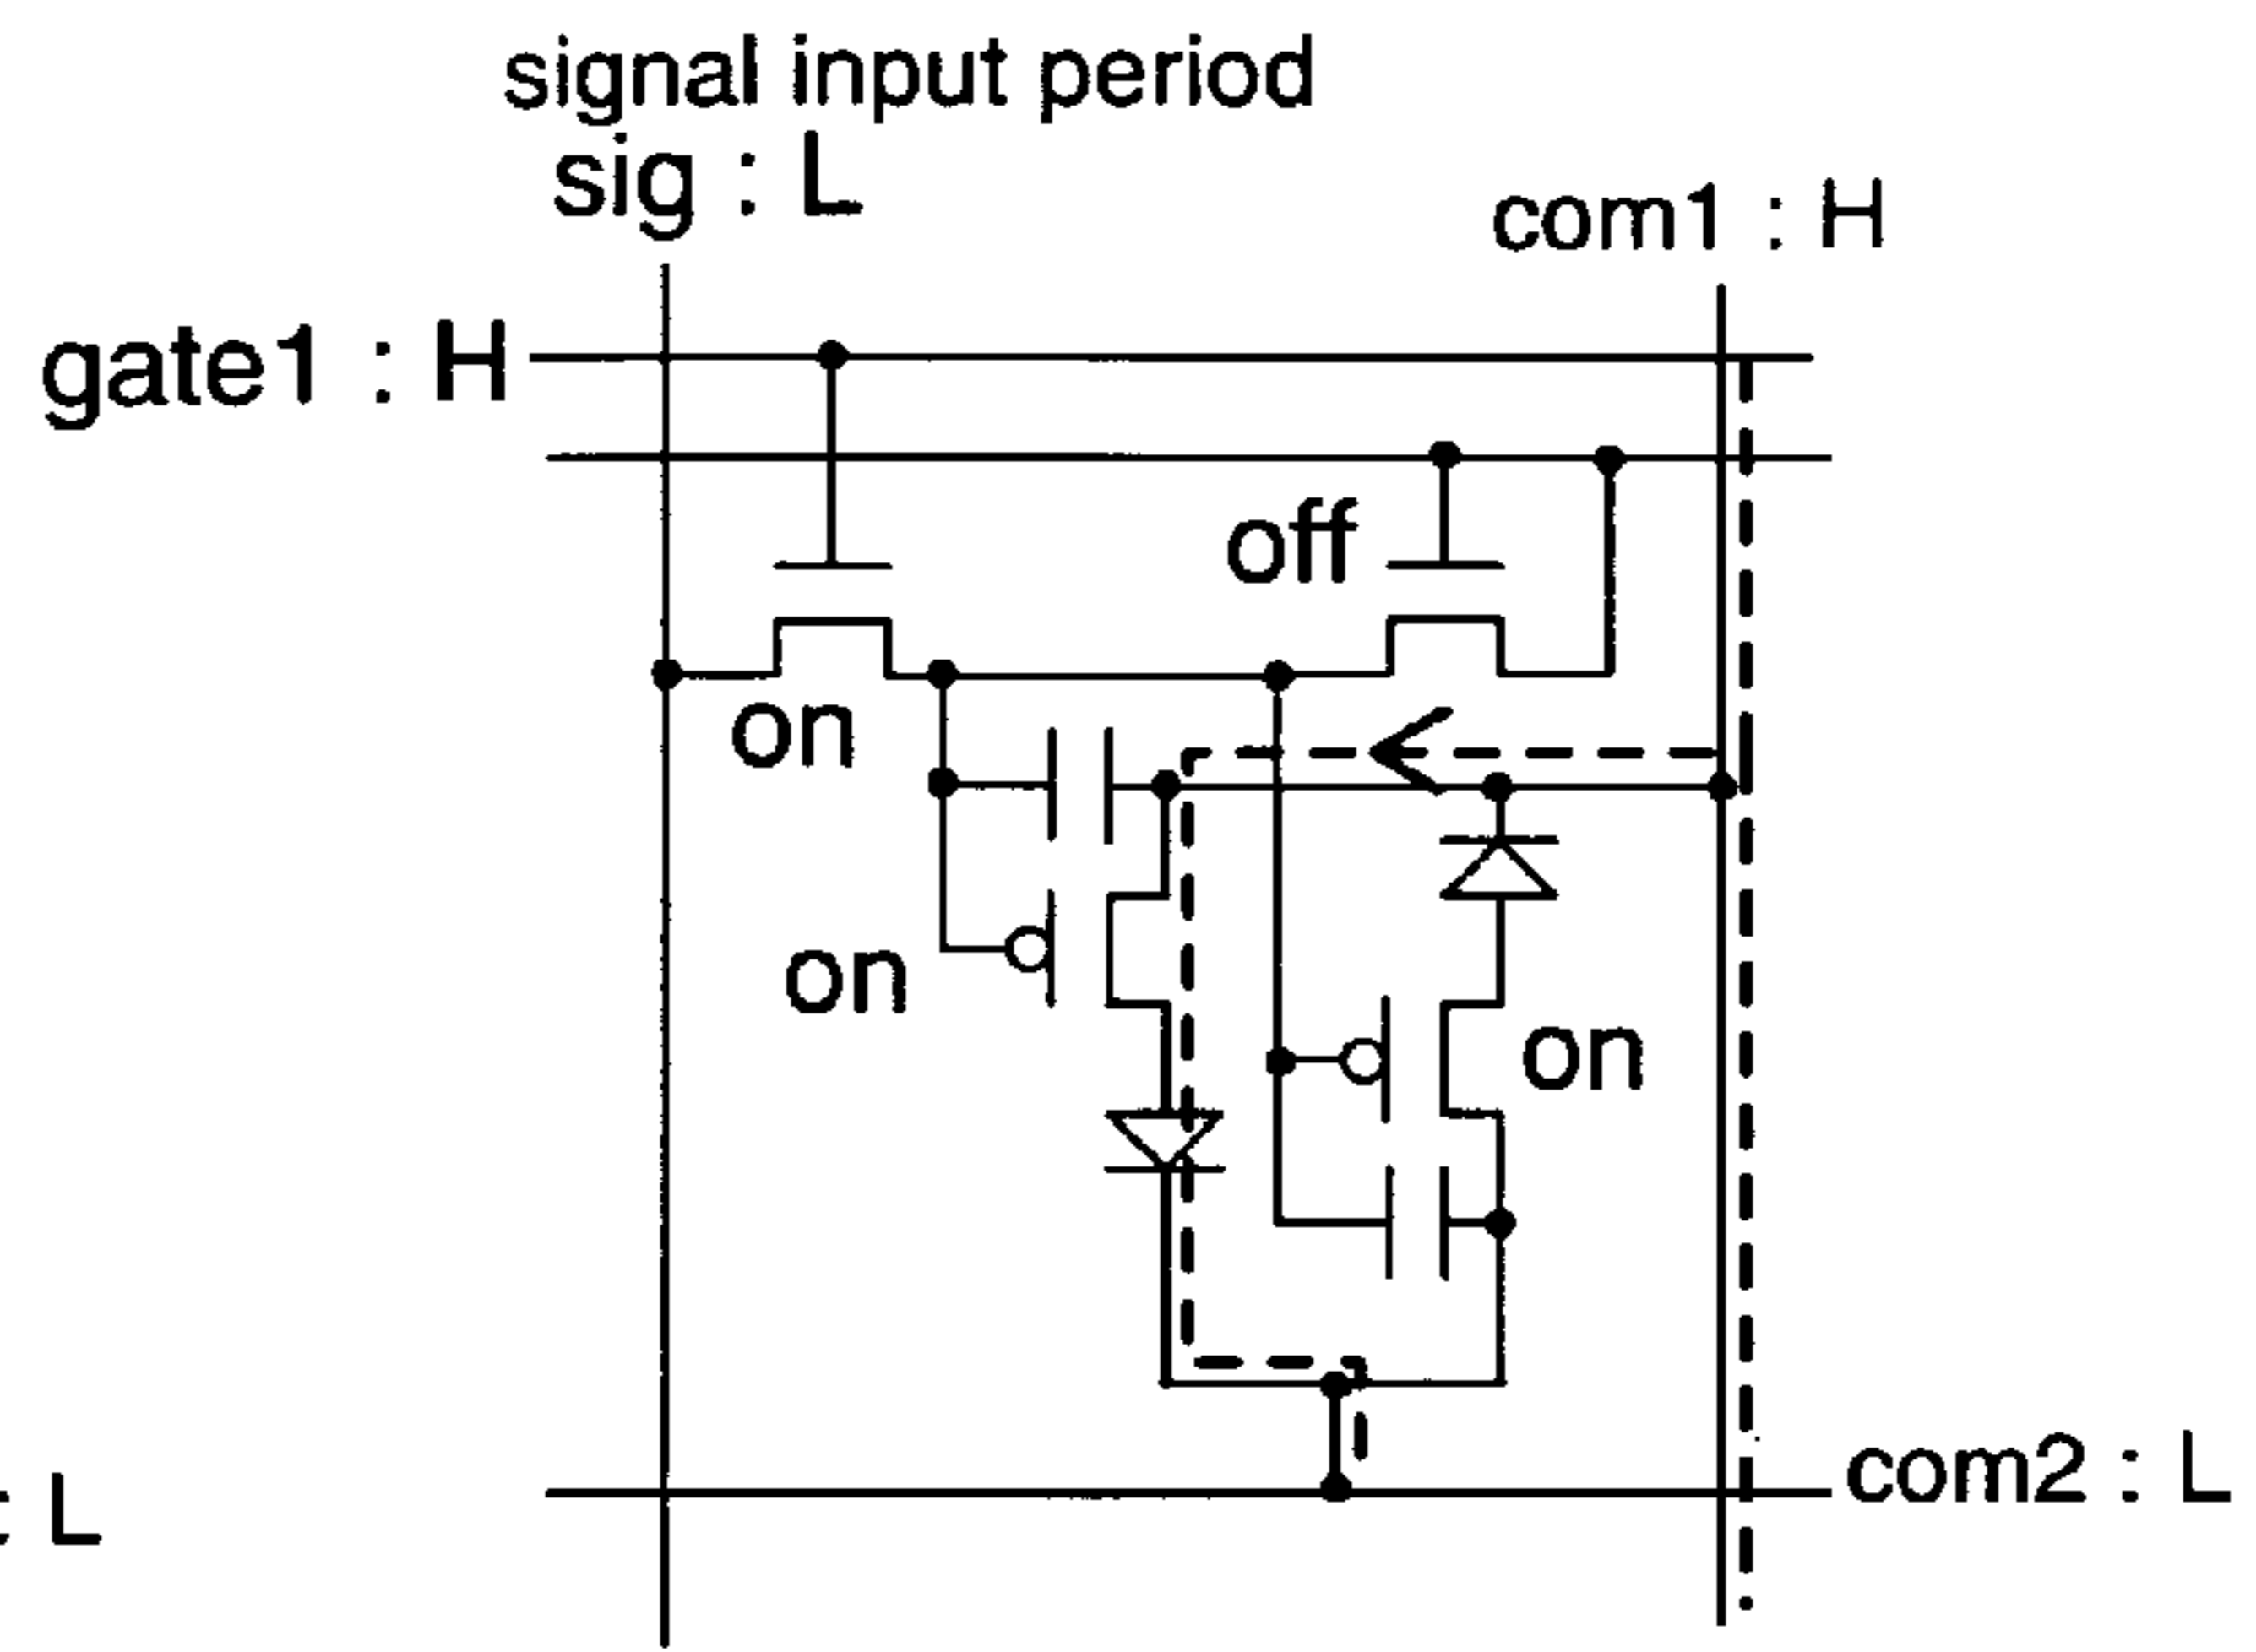 signal input period
sig : L
com1 : H
gate1 : H
off
on
on
on
com2 : L
: L